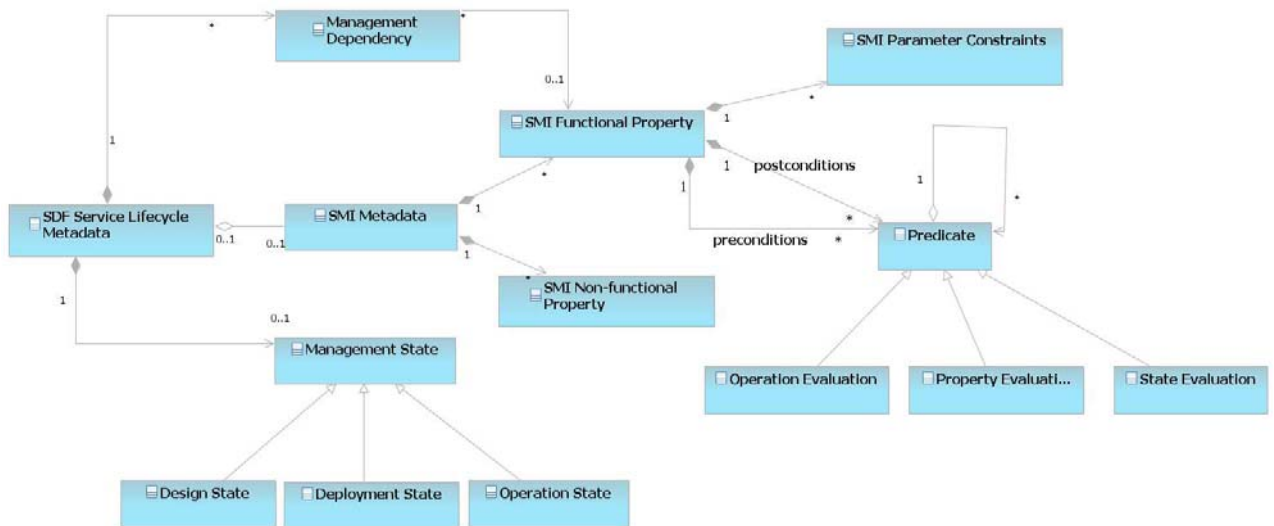 Management
Dependency
*
*
SMI Parameter Constraints
0..1
1
*
SMI Functional Property
1
postconditions
1
1
*
1
*
SDF Service Lifecycle
Metadata
SMI Metadata
1
*
0..1
0..1
preconditions
*
Predicate
1
*
SMI Non-functional
Property
1
0..1
Management State
Operation Evaluation
Property Evaluati...
State Evaluation
Design State
Deployment State
Operation State